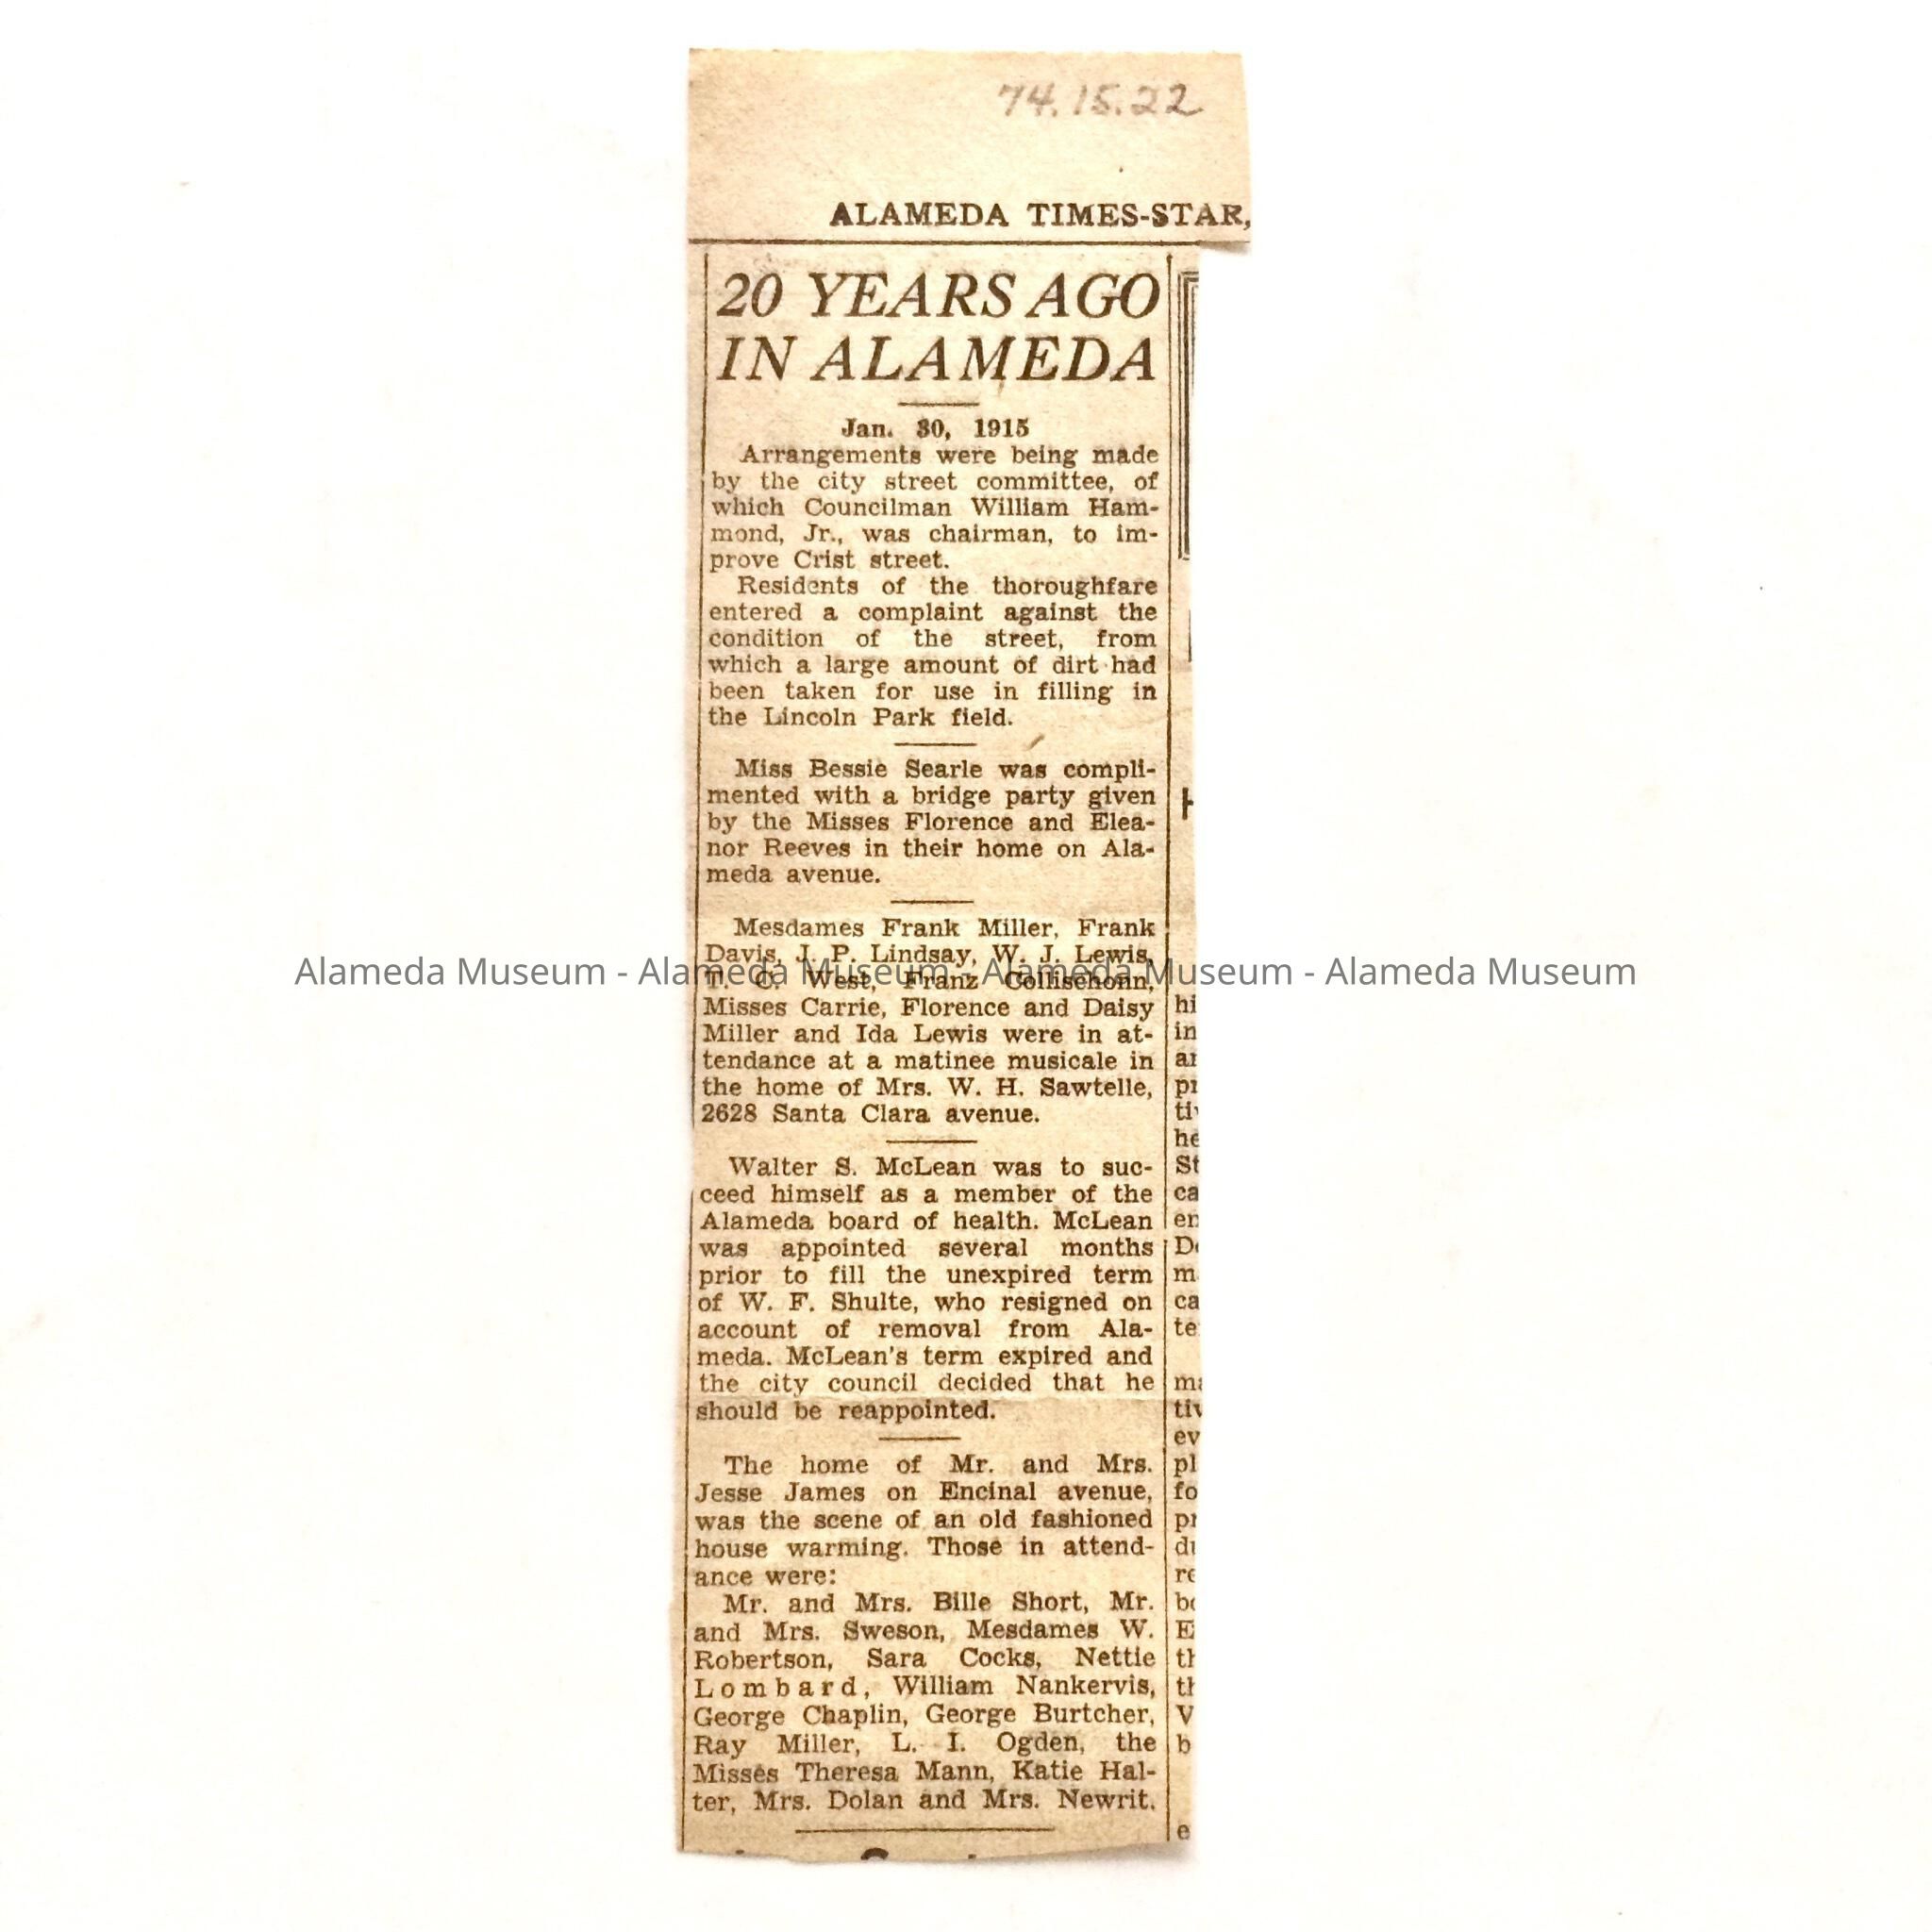 74.15.22
ALAMEDA TIMES-STAR,
20 YEARS AGO
IN ALAMEDA
Jan. 30, 1915
Arrangements were being made
by the city street committee, of
which Councilman William Ham-
mond, Jr., was chairman, to im-
prove Crist street.
Residents of the thoroughfare
entered a complaint against the
condition of the street, from
which a large amount of dirt had
been taken for use in filling in
the Lincoln Park field.
Miss Bessie Searle was compli-
mented with a bridge party given
by the Misses Florence and Elea-
nor Reeves in their home on Ala-
meda avenue.
Mesdames Frank Miller, Frank
Davis, J. P. Lindsay, W. J. Lewis,
Alameda Museum - Alameda Museum - Alameda Museum - Alameda Museum
T. C. West, Franz Collischonn,
Misses Carrie, Florence and Daisy
Miller and Ida Lewis were in at-
tendance at a matinee musicale in
the home of Mrs. W. H. Sawtelle,
2628 Santa Clara avenue.
Walter S. McLean was to suc-
ceed himself as a member of the
Alameda board of health. McLean
was appointed several months
prior to fill the unexpired term
of W. F. Shulte, who resigned on
account of removal from Ala-
meda. McLean's term expired and
the city council decided that he
should be reappointed.
The home of Mr. and Mrs.
Jesse James on Encinal avenue,
was the scene of an old fashioned
house warming. Those in attend-
ance were:
Mr. and Mrs. Bille Short, Mr.
and Mrs. Sweson, Mesdames W.
Robertson, Sara Cocks, Nettie
Lombard, William Nankervis,
George Chaplin, George Burtcher,
Ray Miller, L. I. Ogden, the
Misses Theresa Mann, Katie Hal-
ter, Mrs. Dolan and Mrs. Newrit.